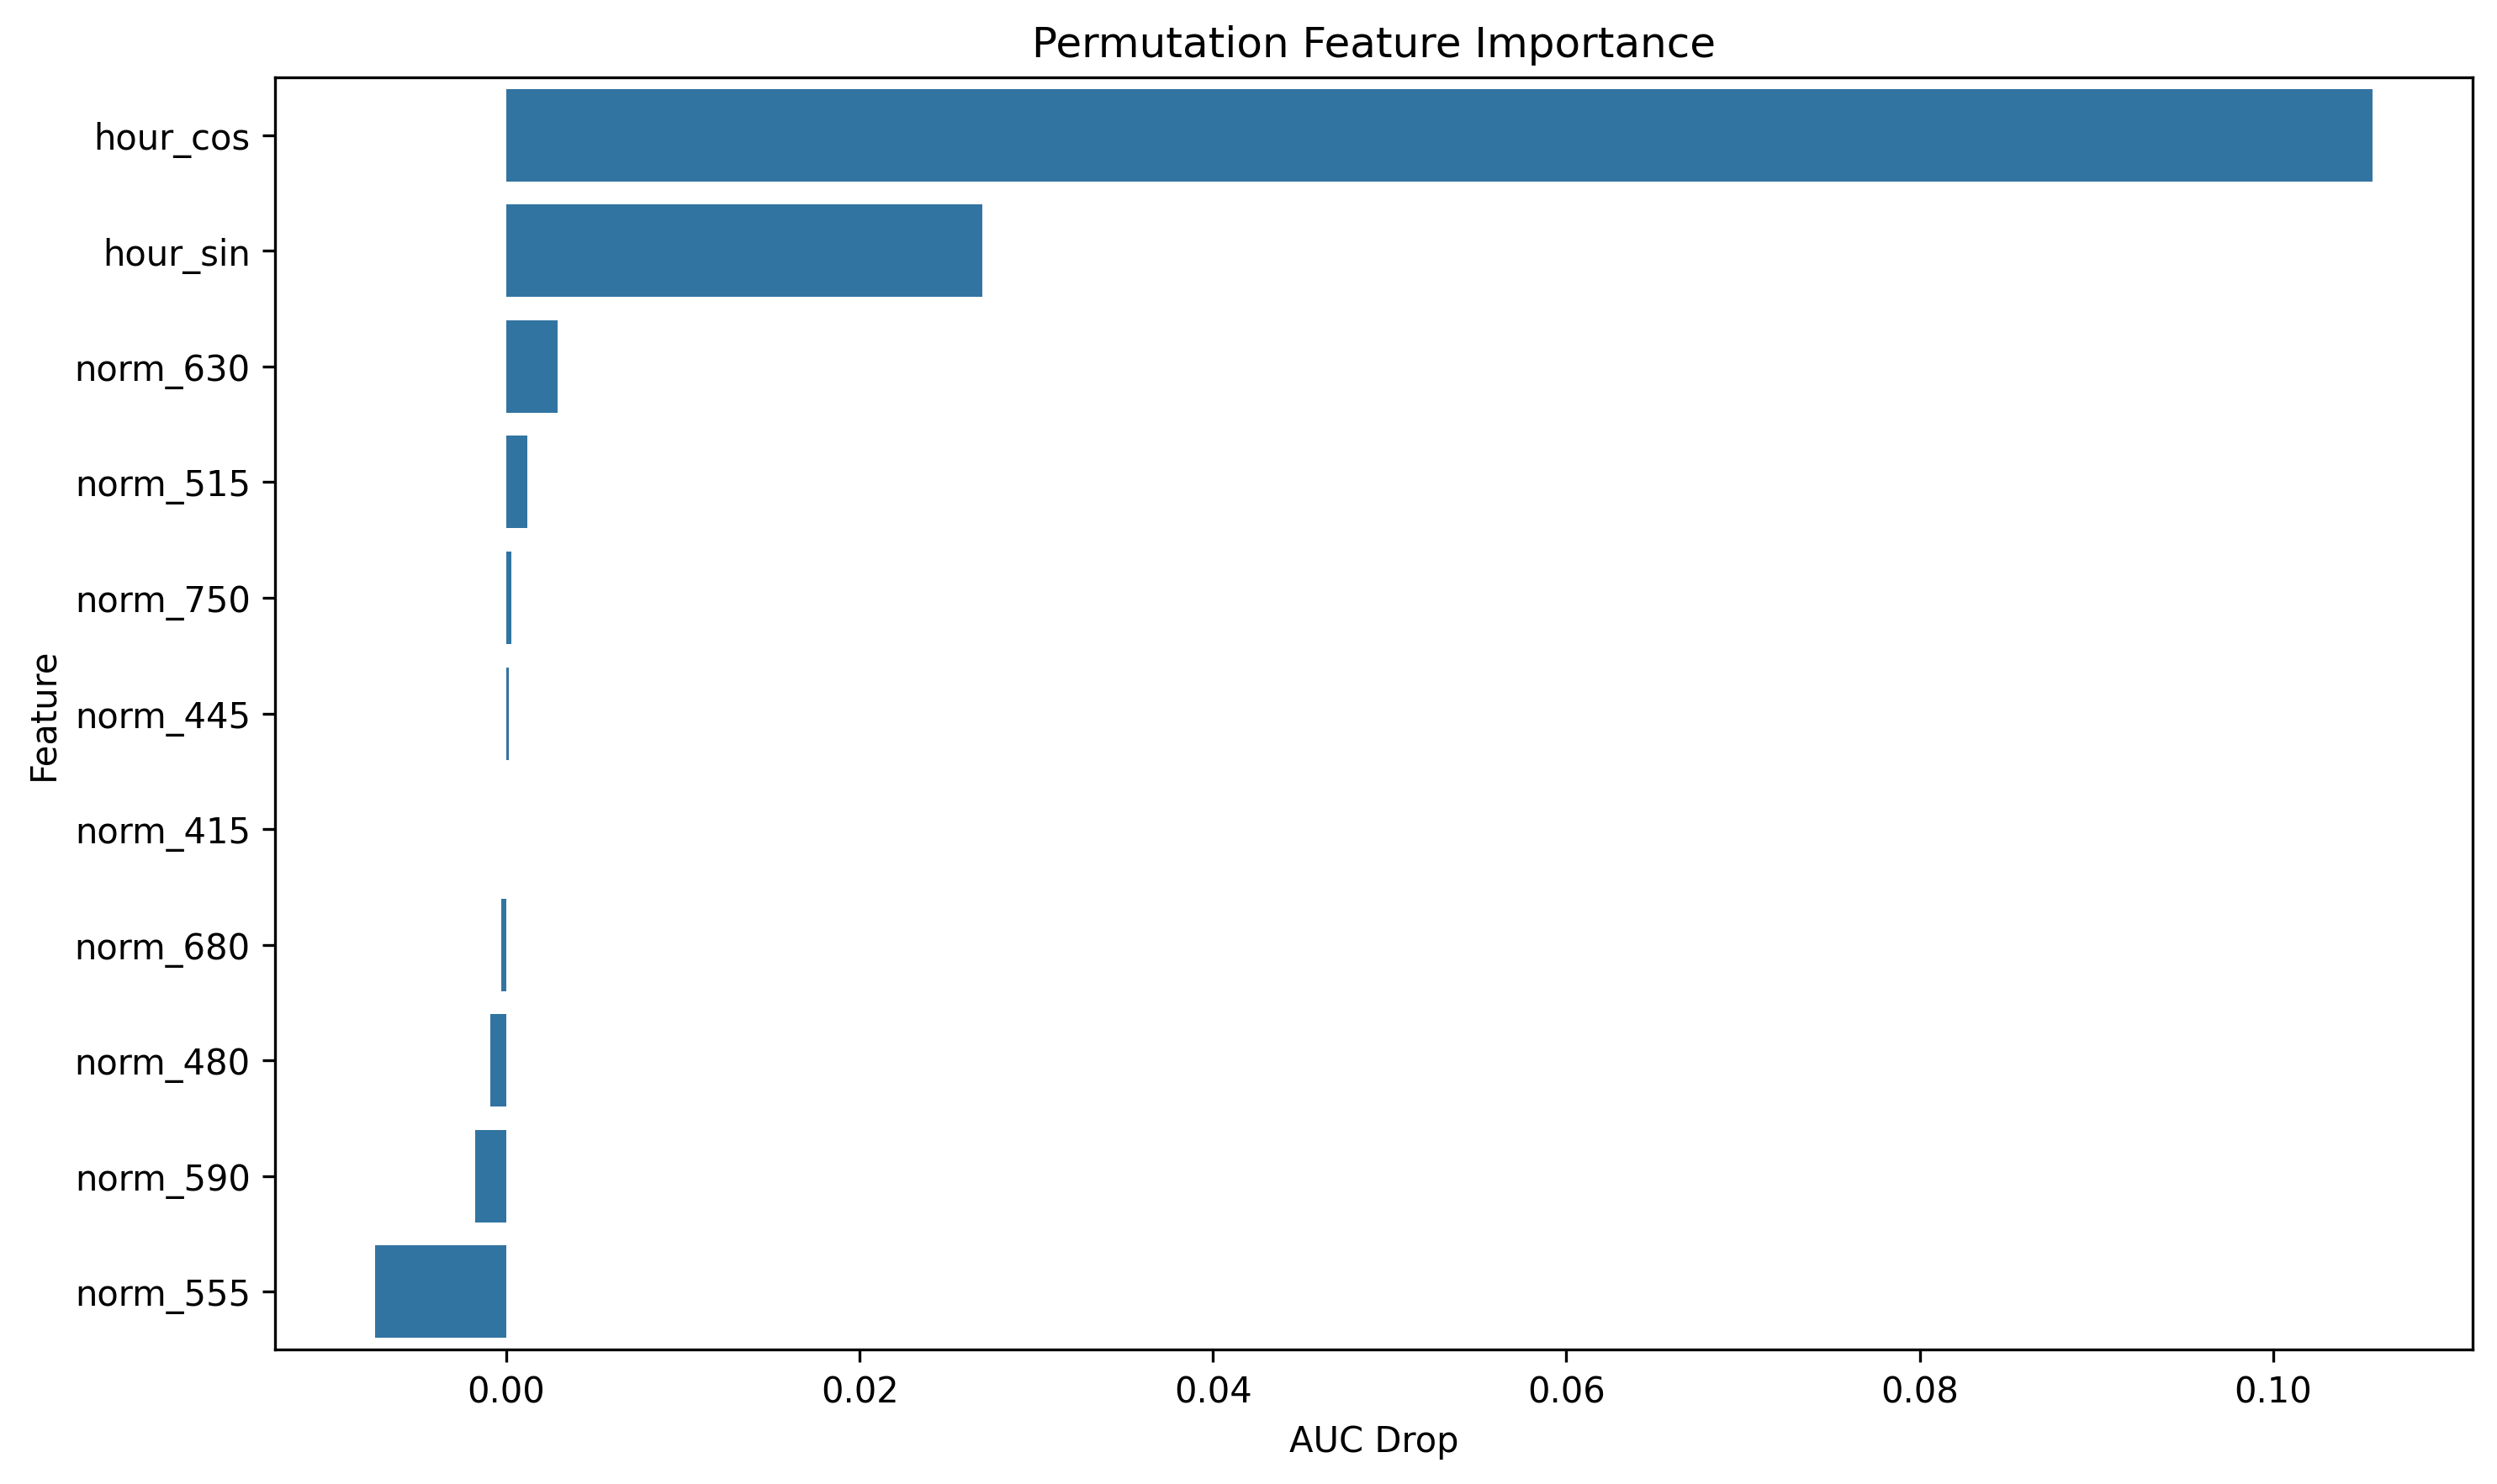 Permutation Feature Importance
hour_cos
hour_sin
norm_630
norm_515
norm_750
norm_445
norm_415
norm_680
norm_480
norm_590
norm_555
Feature
0.00 0.02 0.04 0.06 0.08 0.10
AUC Drop